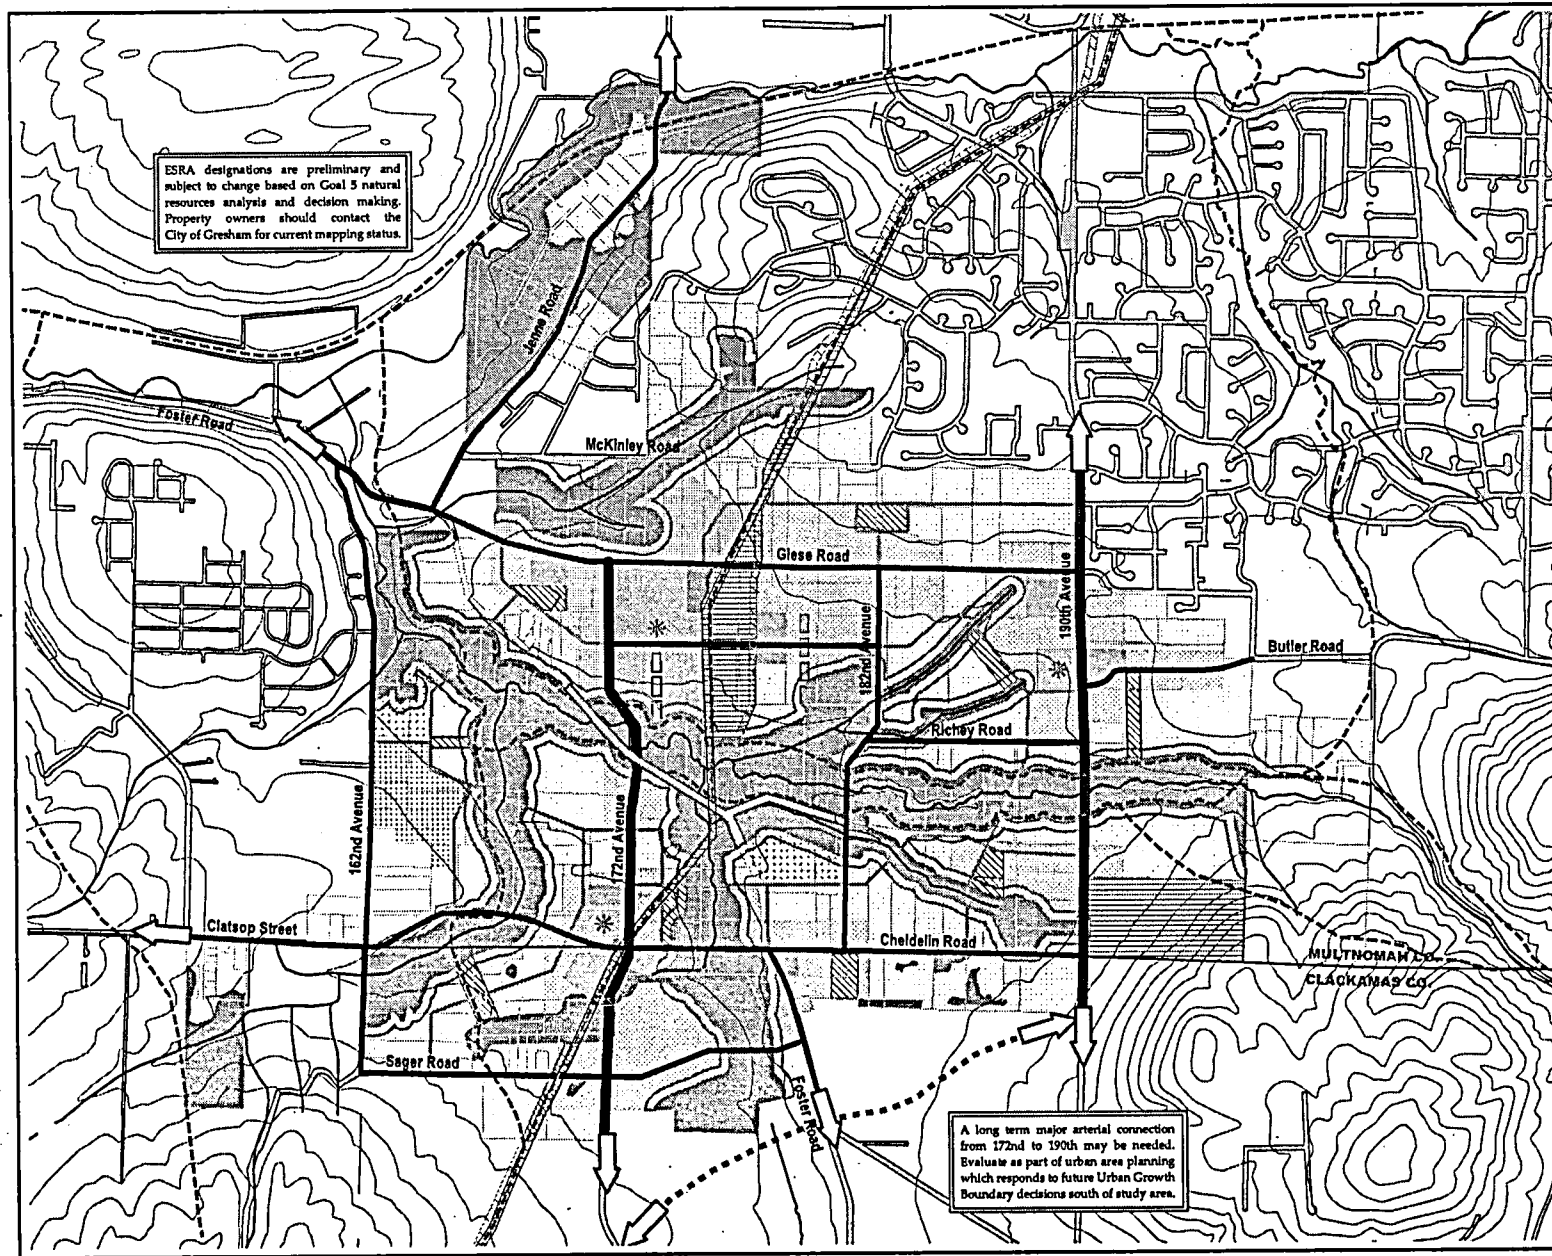 ESRA designations are preliminary and
subject to change based on Goal 5 natural
resources analysis and decision making.
Property owners should contact the
City of Gresham for current mapping status.
Jenne Road
Foster Road
McKinley Road
Giese Road
190th Avenue
182nd Avenue
Butler Road
Richey Road
162nd Avenue
172nd Avenue
Clatsop Street
Cheldelin Road
MULTNOMAH CO.
CLACKAMAS CO.
Sager Road
Foster Road
A long term major arterial connection
from 172nd to 190th may be needed.
Evaluate as part of urban area planning
which responds to future Urban Growth
Boundary decisions south of study area.